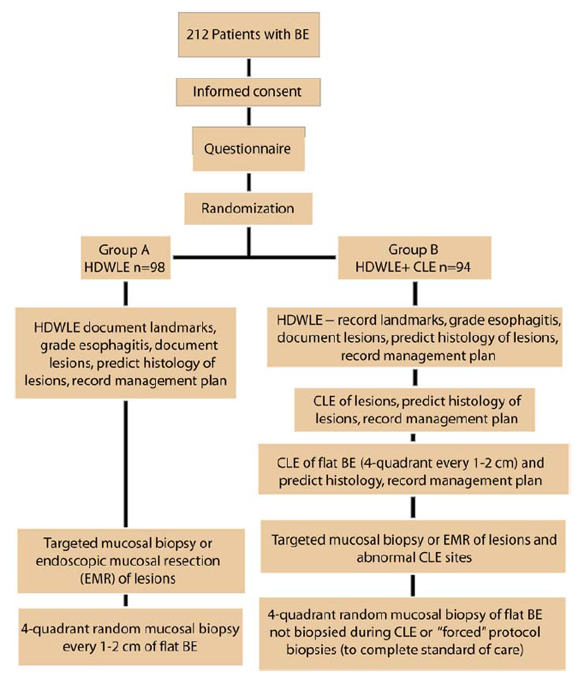 212 Patients with BE
Informed consent
Questionnaire
Randomization
Group A
HDWLE n=98
Group B
HDWLE+ CLE n=94
HDWLE document landmarks,
grade esophagitis, document
lesions, predict histology of
lesions, record management plan
HDWLE – record landmarks, grade esophagitis,
document lesions, predict histology of lesions,
record management plan
CLE of lesions, predict histology of
lesions, record management plan
CLE of flat BE (4-quadrant every 1-2 cm) and
predict histology, record management plan
Targeted mucosal biopsy or
endoscopic mucosal resection
(EMR) of lesions
Targeted mucosal biopsy or EMR of lesions and
abnormal CLE sites
4-quadrant random mucosal biopsy
every 1-2 cm of flat BE
4-quadrant random mucosal biopsy of flat BE
not biopsied during CLE or “forced” protocol
biopsies (to complete standard of care)